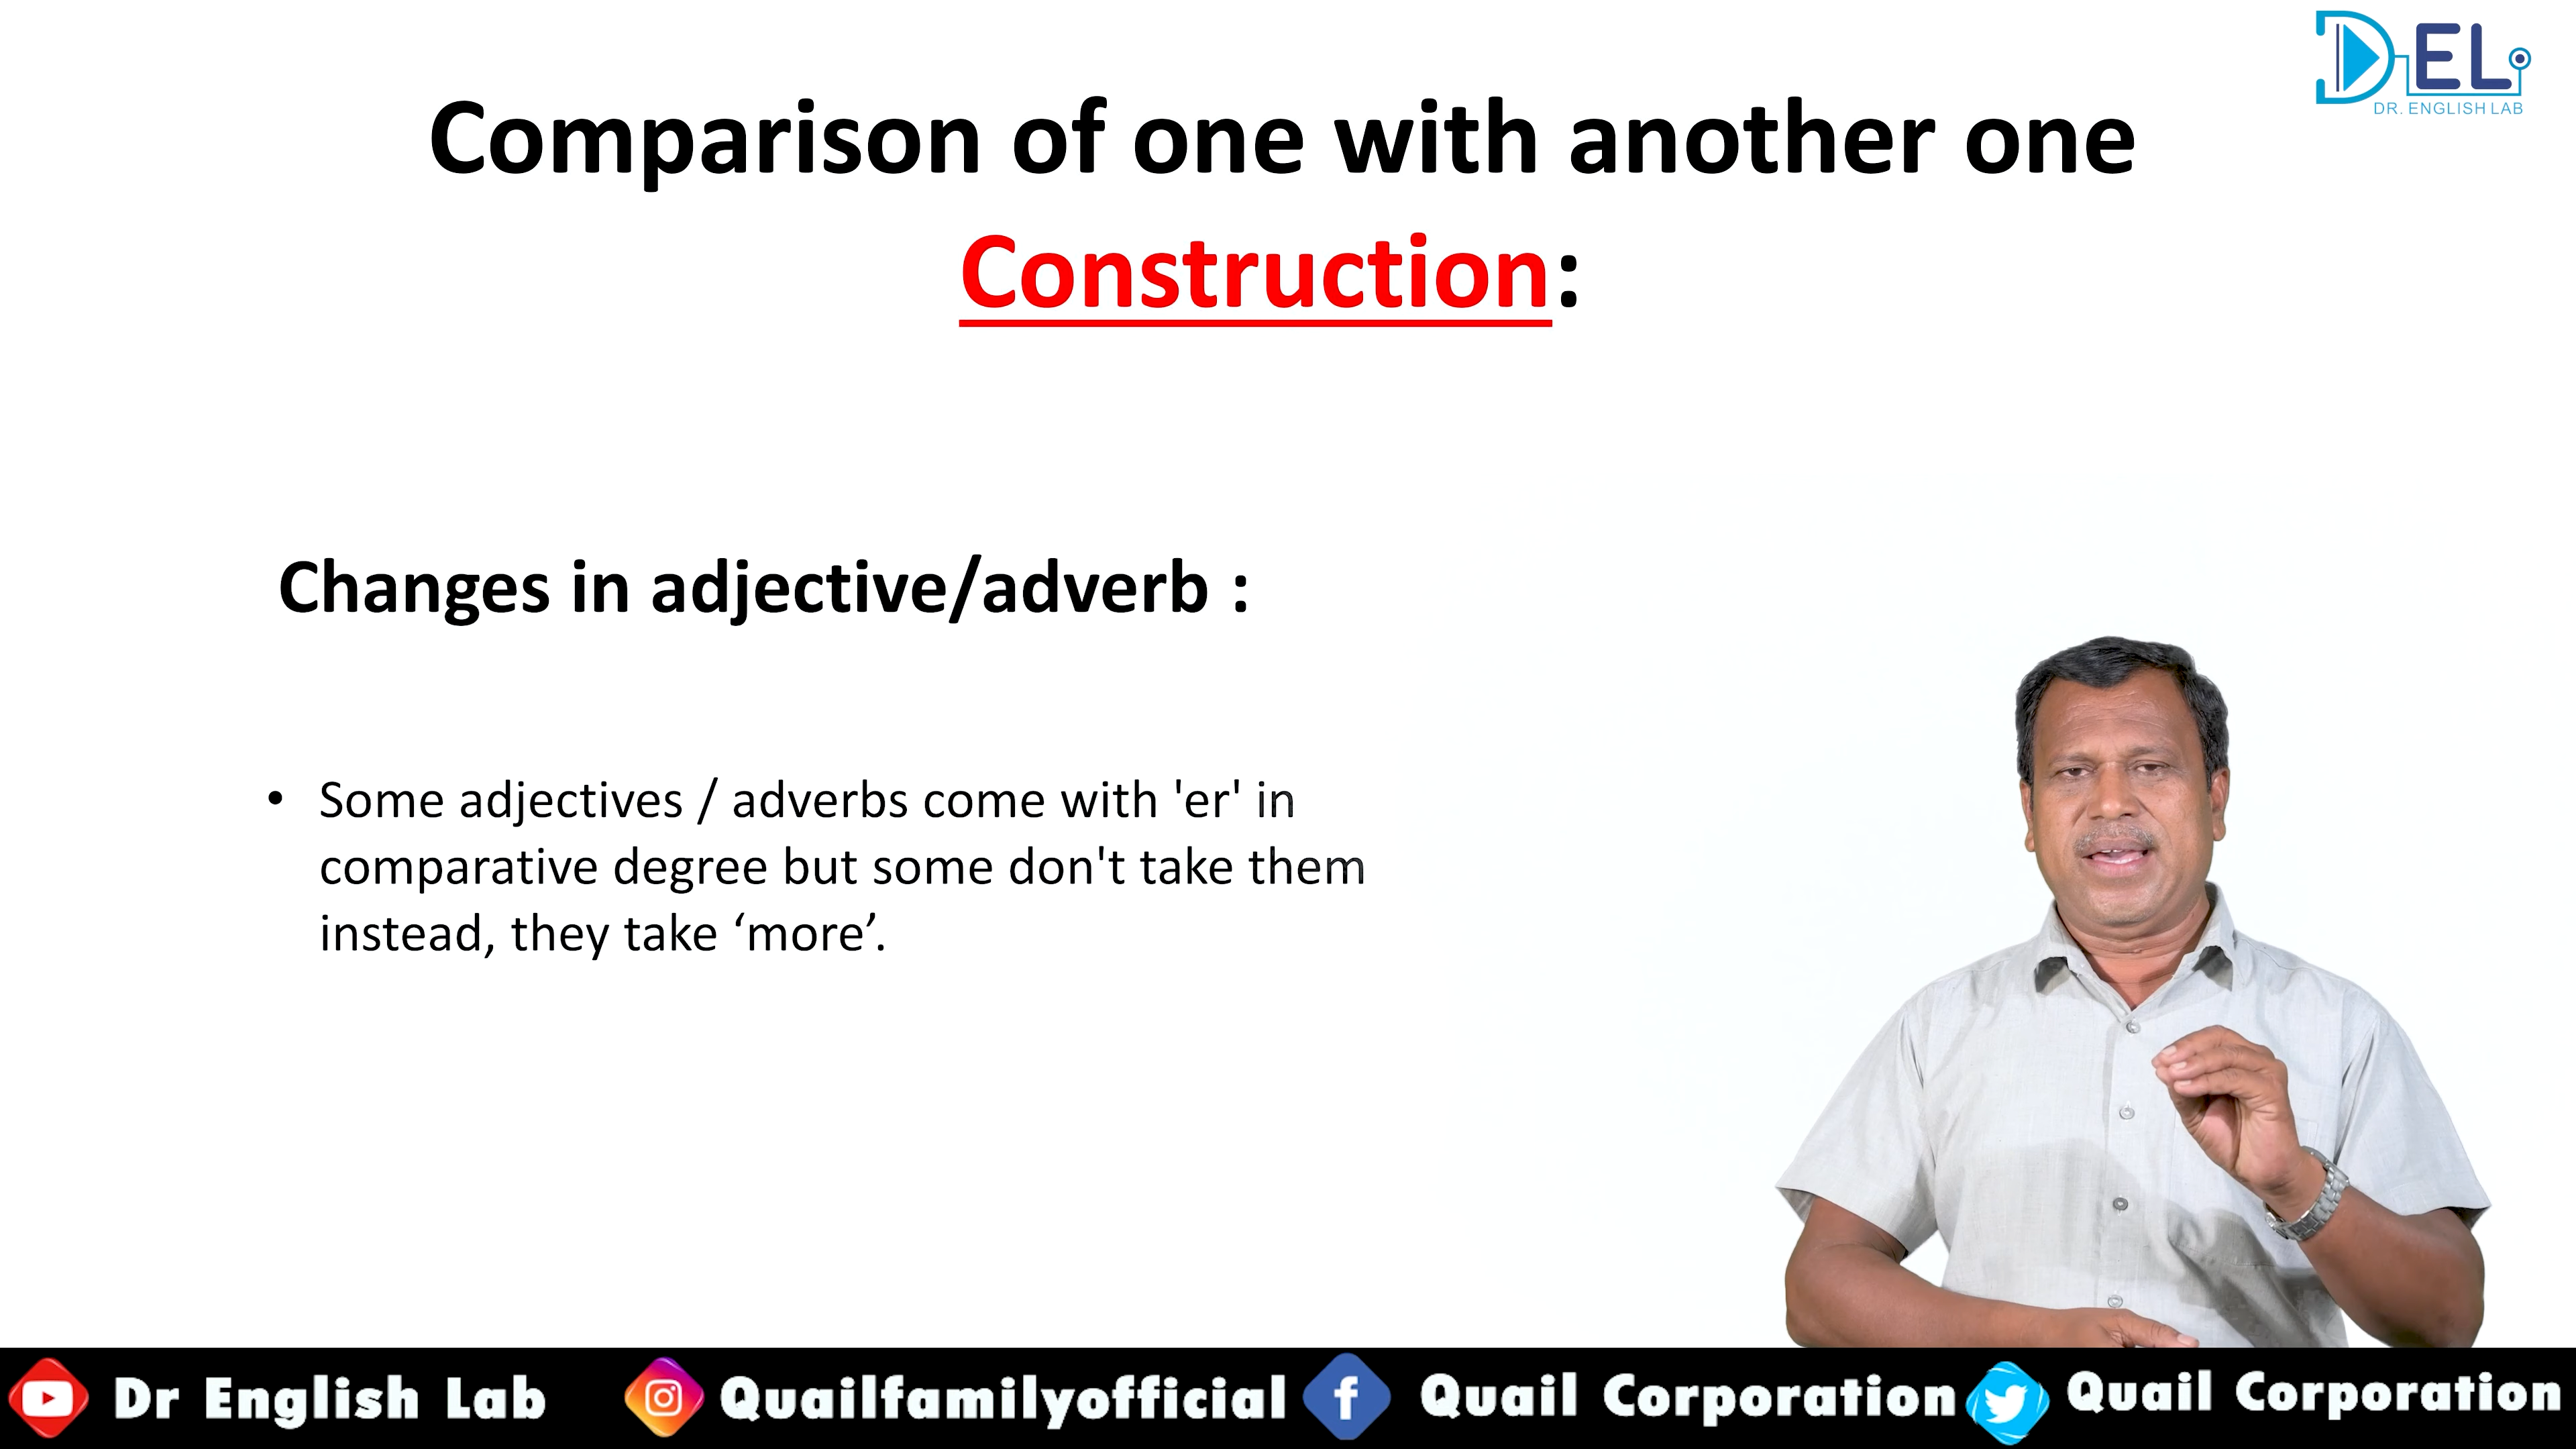 DEL
DR. ENGLISH LAB
Comparison of one with another one
Construction:
Changes in adjective/adverb :
• Some adjectives / adverbs come with 'er' in
comparative degree but some don't take them
instead, they take ‘more’.
Dr English Lab Quailfamilyofficial f Quail Corporation Quail Corporation